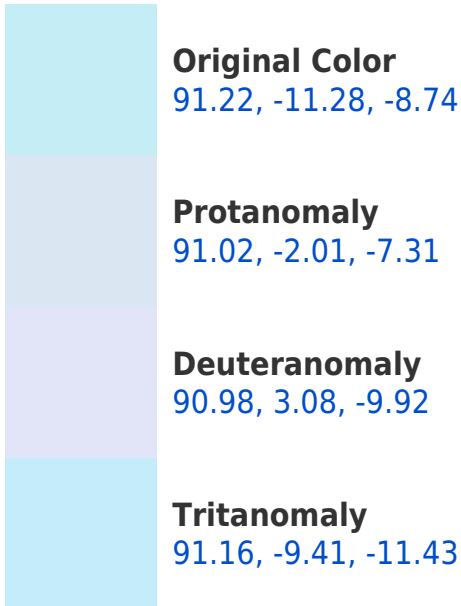 Original Color
91.22, -11.28, -8.74
Protanomaly
91.02, -2.01, -7.31
Deuteranomaly
90.98, 3.08, -9.92
Tritanomaly
91.16, -9.41, -11.43